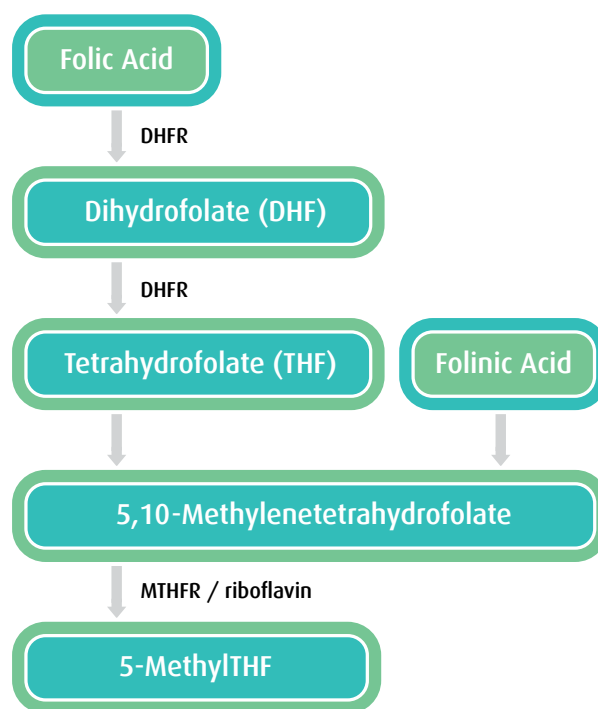 Folic Acid
DHFR
Dihydrofolate (DHF)
DHFR
Tetrahydrofolate (THF)
Folinic Acid
5,10-Methylenetetrahydrofolate
MTHFR / riboflavin
5-MethylTHF